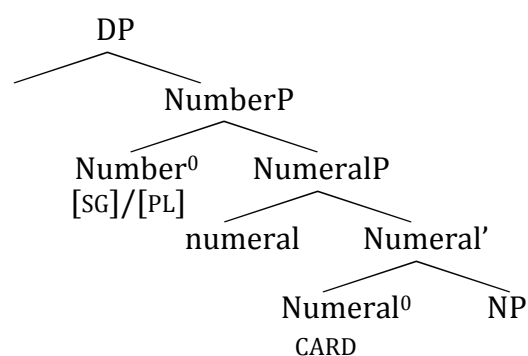 DP
NumberP
Number⁰ NumeralP
[SG]/[PL]
numeral Numeral’
Numeral⁰ NP
CARD